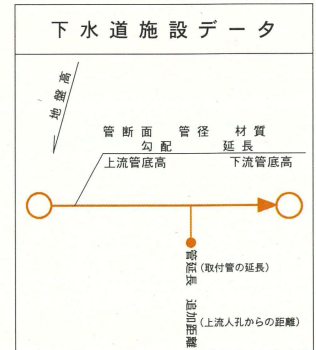 下水道施設データ
地盤高
管断面 管径 材質
勾配 延長
上流管底高 下流管底高
管延長 (取付管の延長)
追加距離 (上流人孔からの距離)